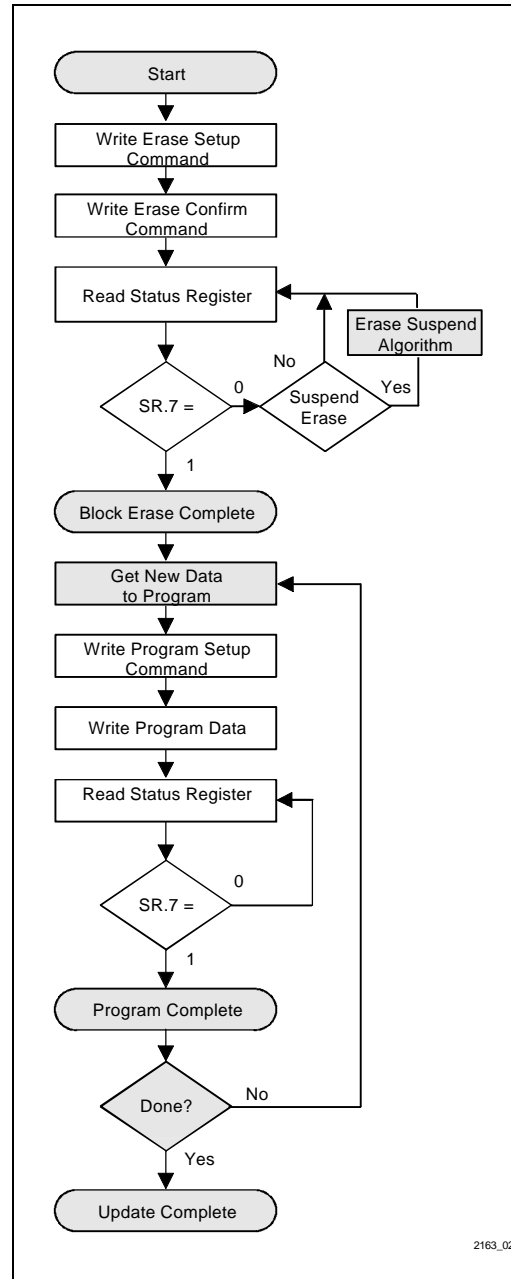 Start
Write Erase Setup
Command
Write Erase Confirm
Command
Read Status Register
Erase Suspend
Algorithm
No
Yes
0
SR.7 =
Suspend
Erase
1
Block Erase Complete
Get New Data
to Program
Write Program Setup
Command
Write Program Data
Read Status Register
0
SR.7 =
1
Program Complete
Done?
No
Yes
Update Complete
2163_02